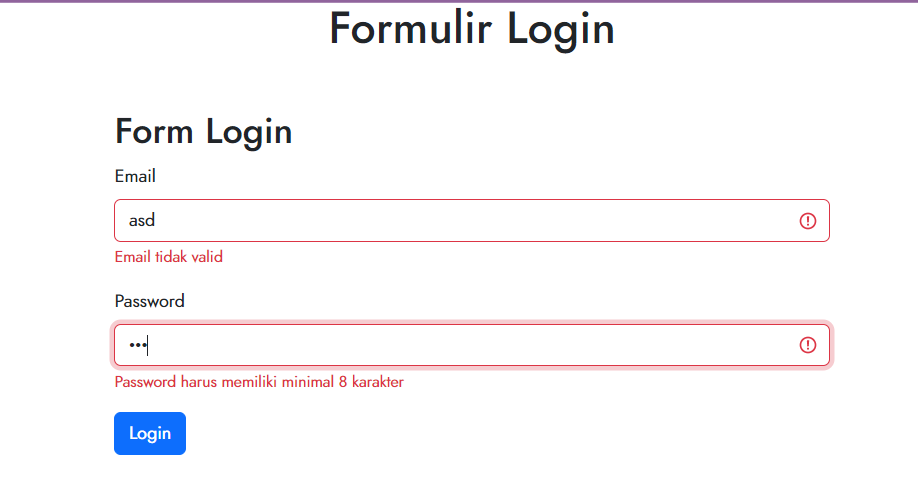 Formulir Login
Form Login
Email
asd
Email tidak valid
Password
•••
Password harus memiliki minimal 8 karakter
Login